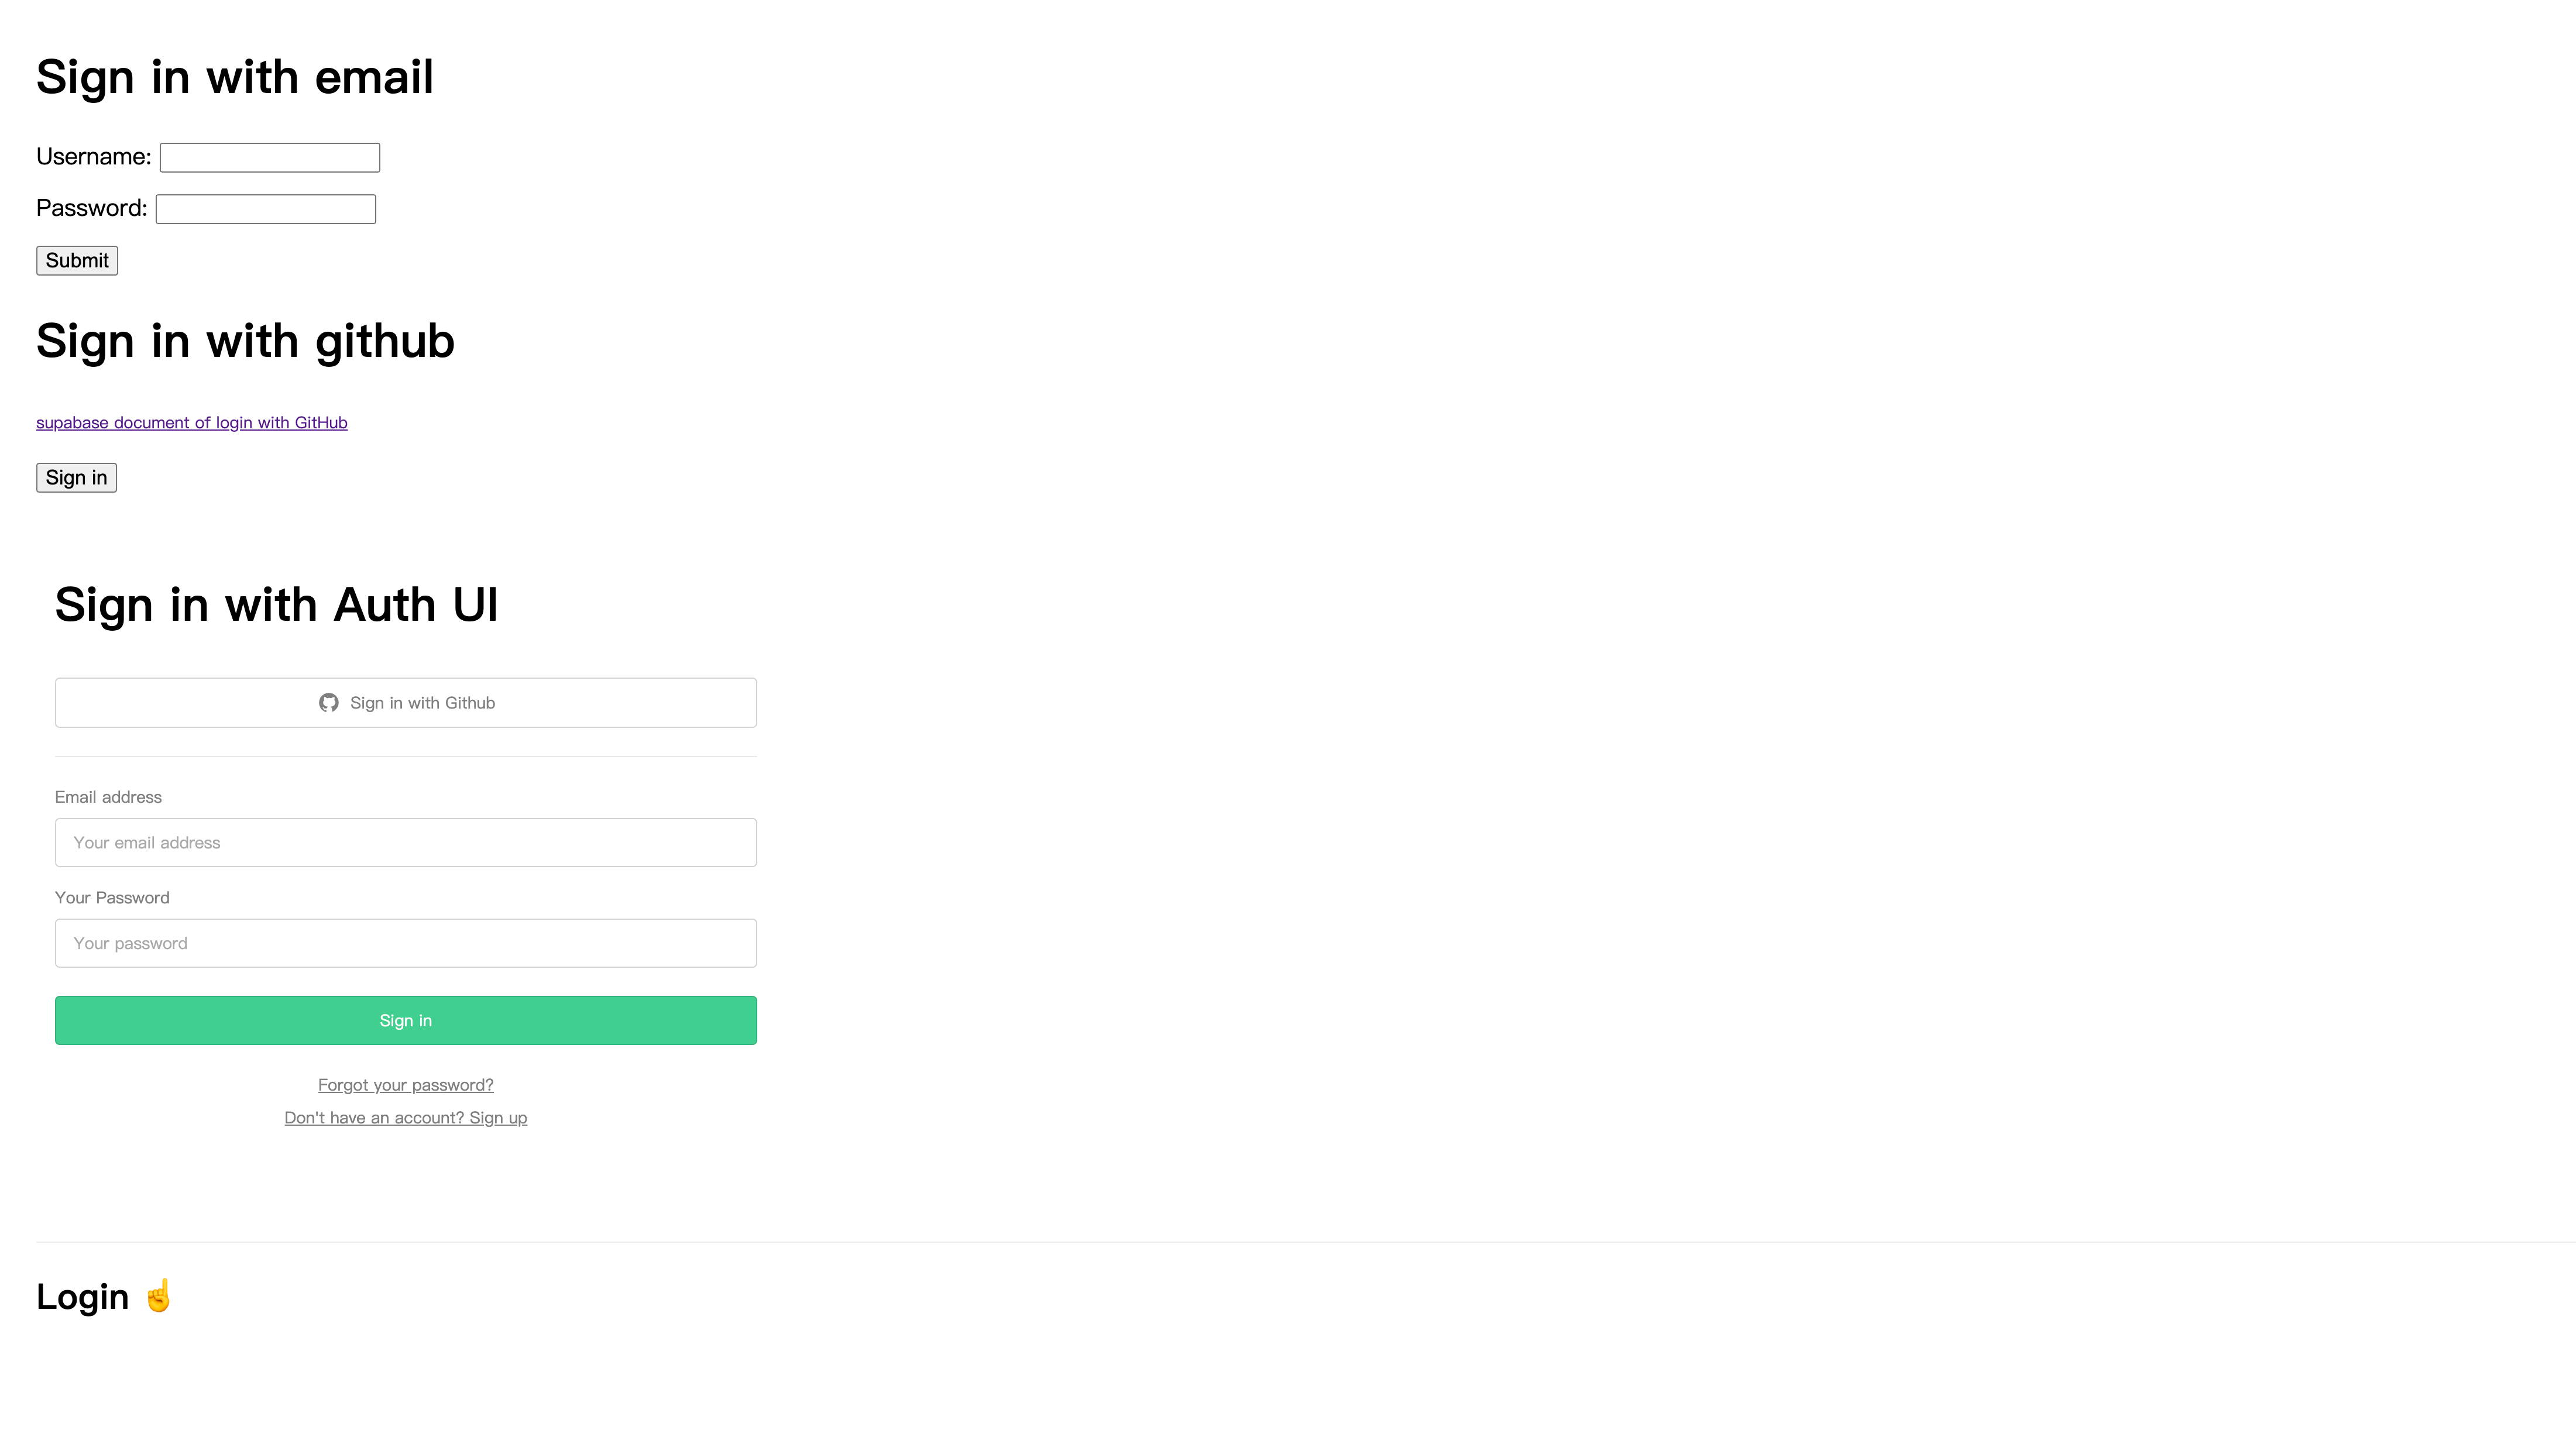 Sign in with email
Username:
Password:
Submit
Sign in with github
supabase document of login with GitHub
Sign in
Sign in with Auth UI
Sign in with Github
Email address
Your email address
Your Password
Your password
Sign in
Forgot your password?
Don't have an account? Sign up
Login ☝️